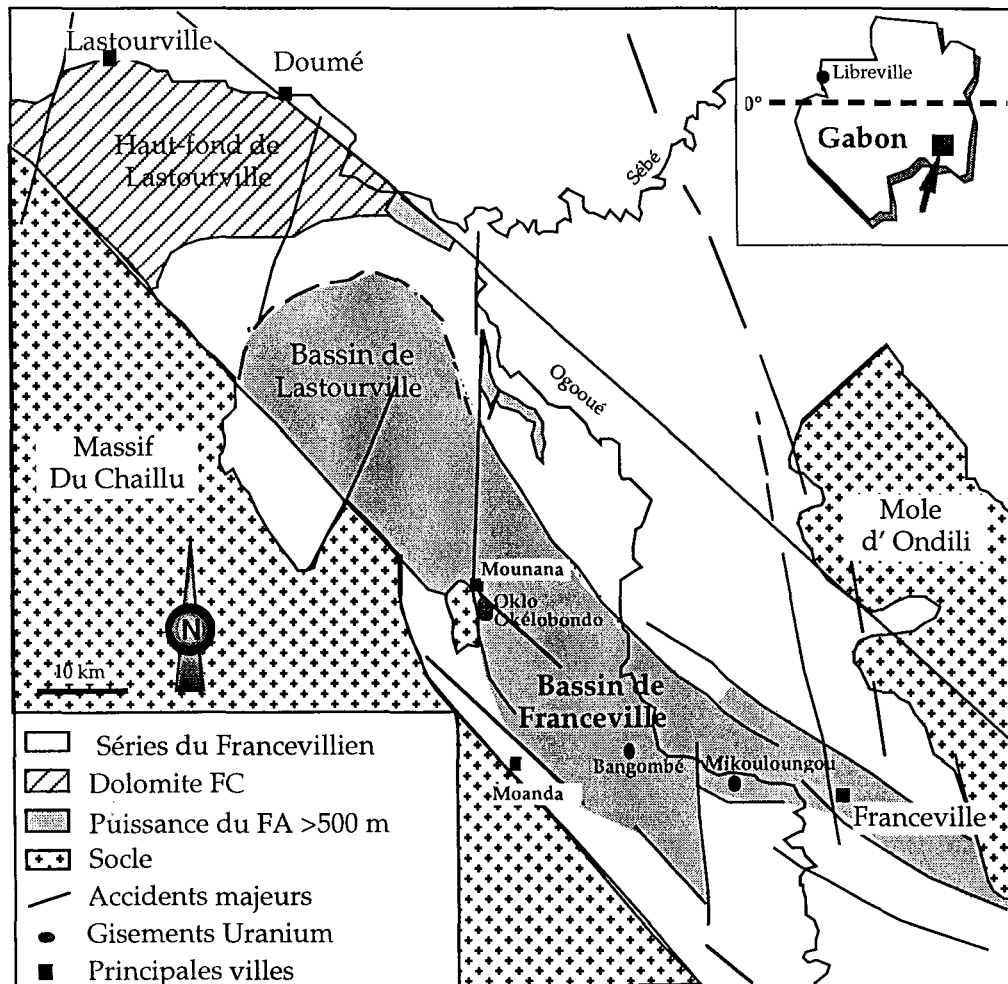 Lastourville
Doumé
Haut-fond de
Lastourville
Sébé
Libreville
0°
Gabon
Bassin de
Lastourville
Ogooué
Massif
Du Chaillu
Mole
d' Ondili
Mounana
Oklo
Okélobondo
N
10 km
Bassin de
Franceville
Bangombé
Mikouloungou
Moanda
Franceville
Séries du Francevillien
Dolomite FC
Puissance du FA >500 m
Socle
Accidents majeurs
Gisements Uranium
Principales villes